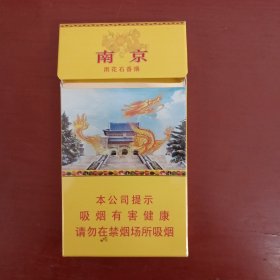 南京
雨花石香烟
本公司提示
吸烟有害健康
请勿在禁烟场所吸烟